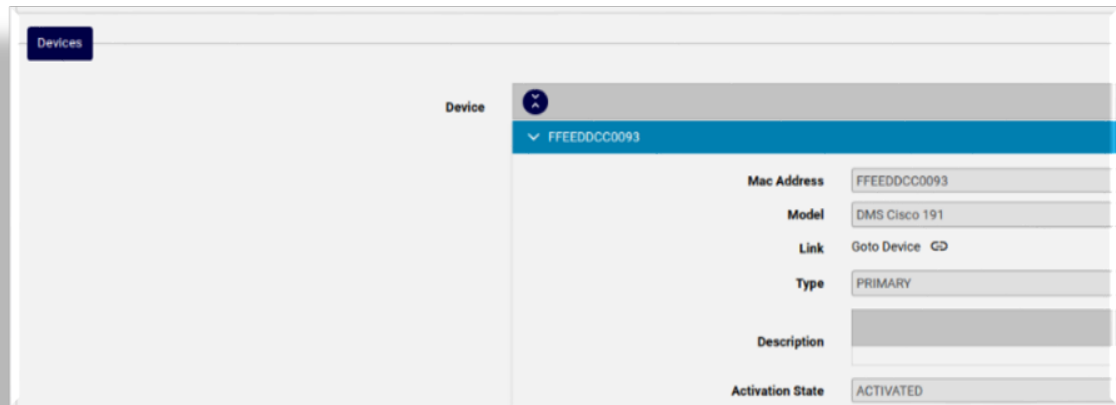 Devices
Device
FFEEDDCC0093
Mac Address FFEEDDCC0093
Model DMS Cisco 191
Link Goto Device
Type PRIMARY
Description
Activation State ACTIVATED